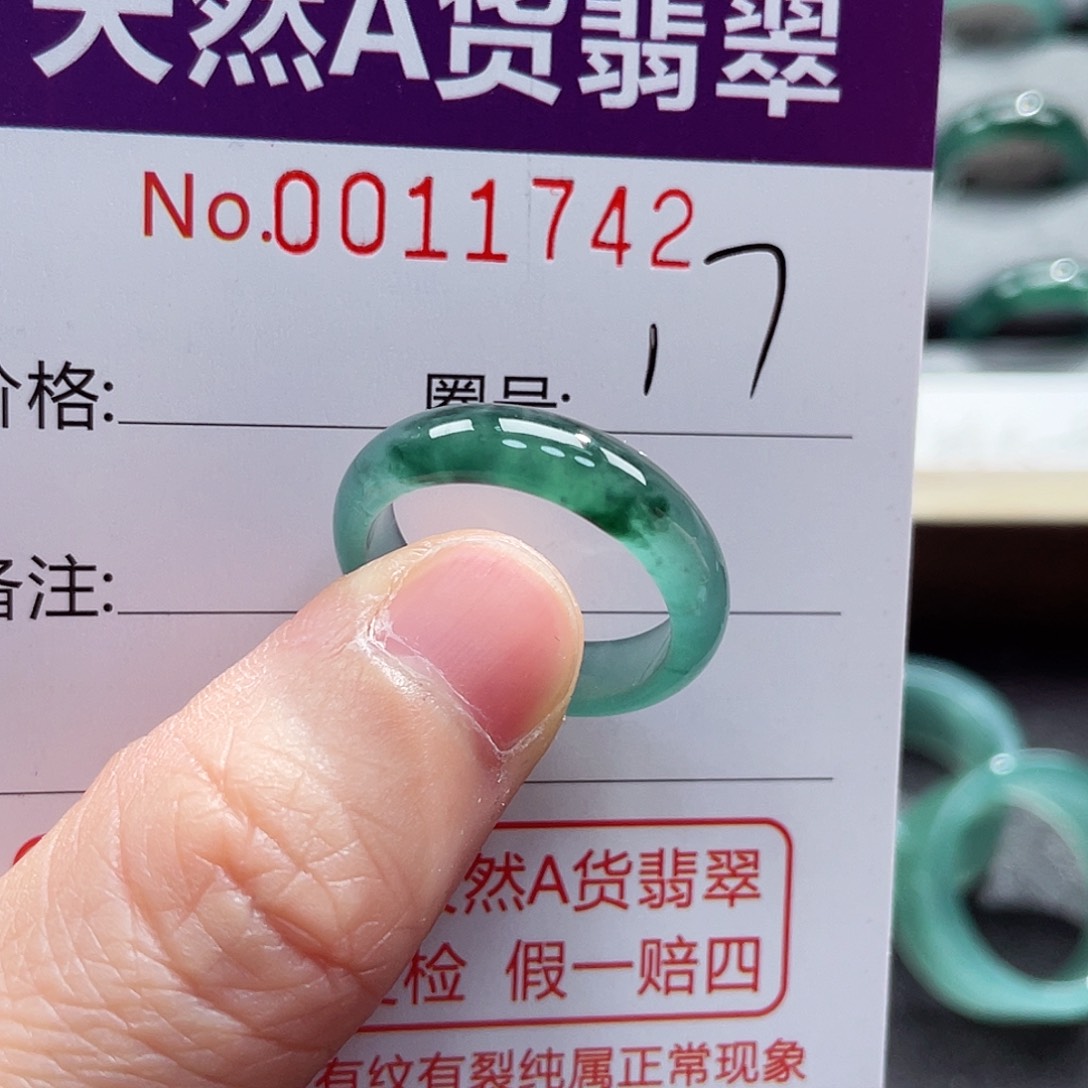 天然A货翡翠
No.0011742
价格: 圈号: 17
备注:
然A货翡翠
检 假一赔四
有纹有裂纯属正常现象